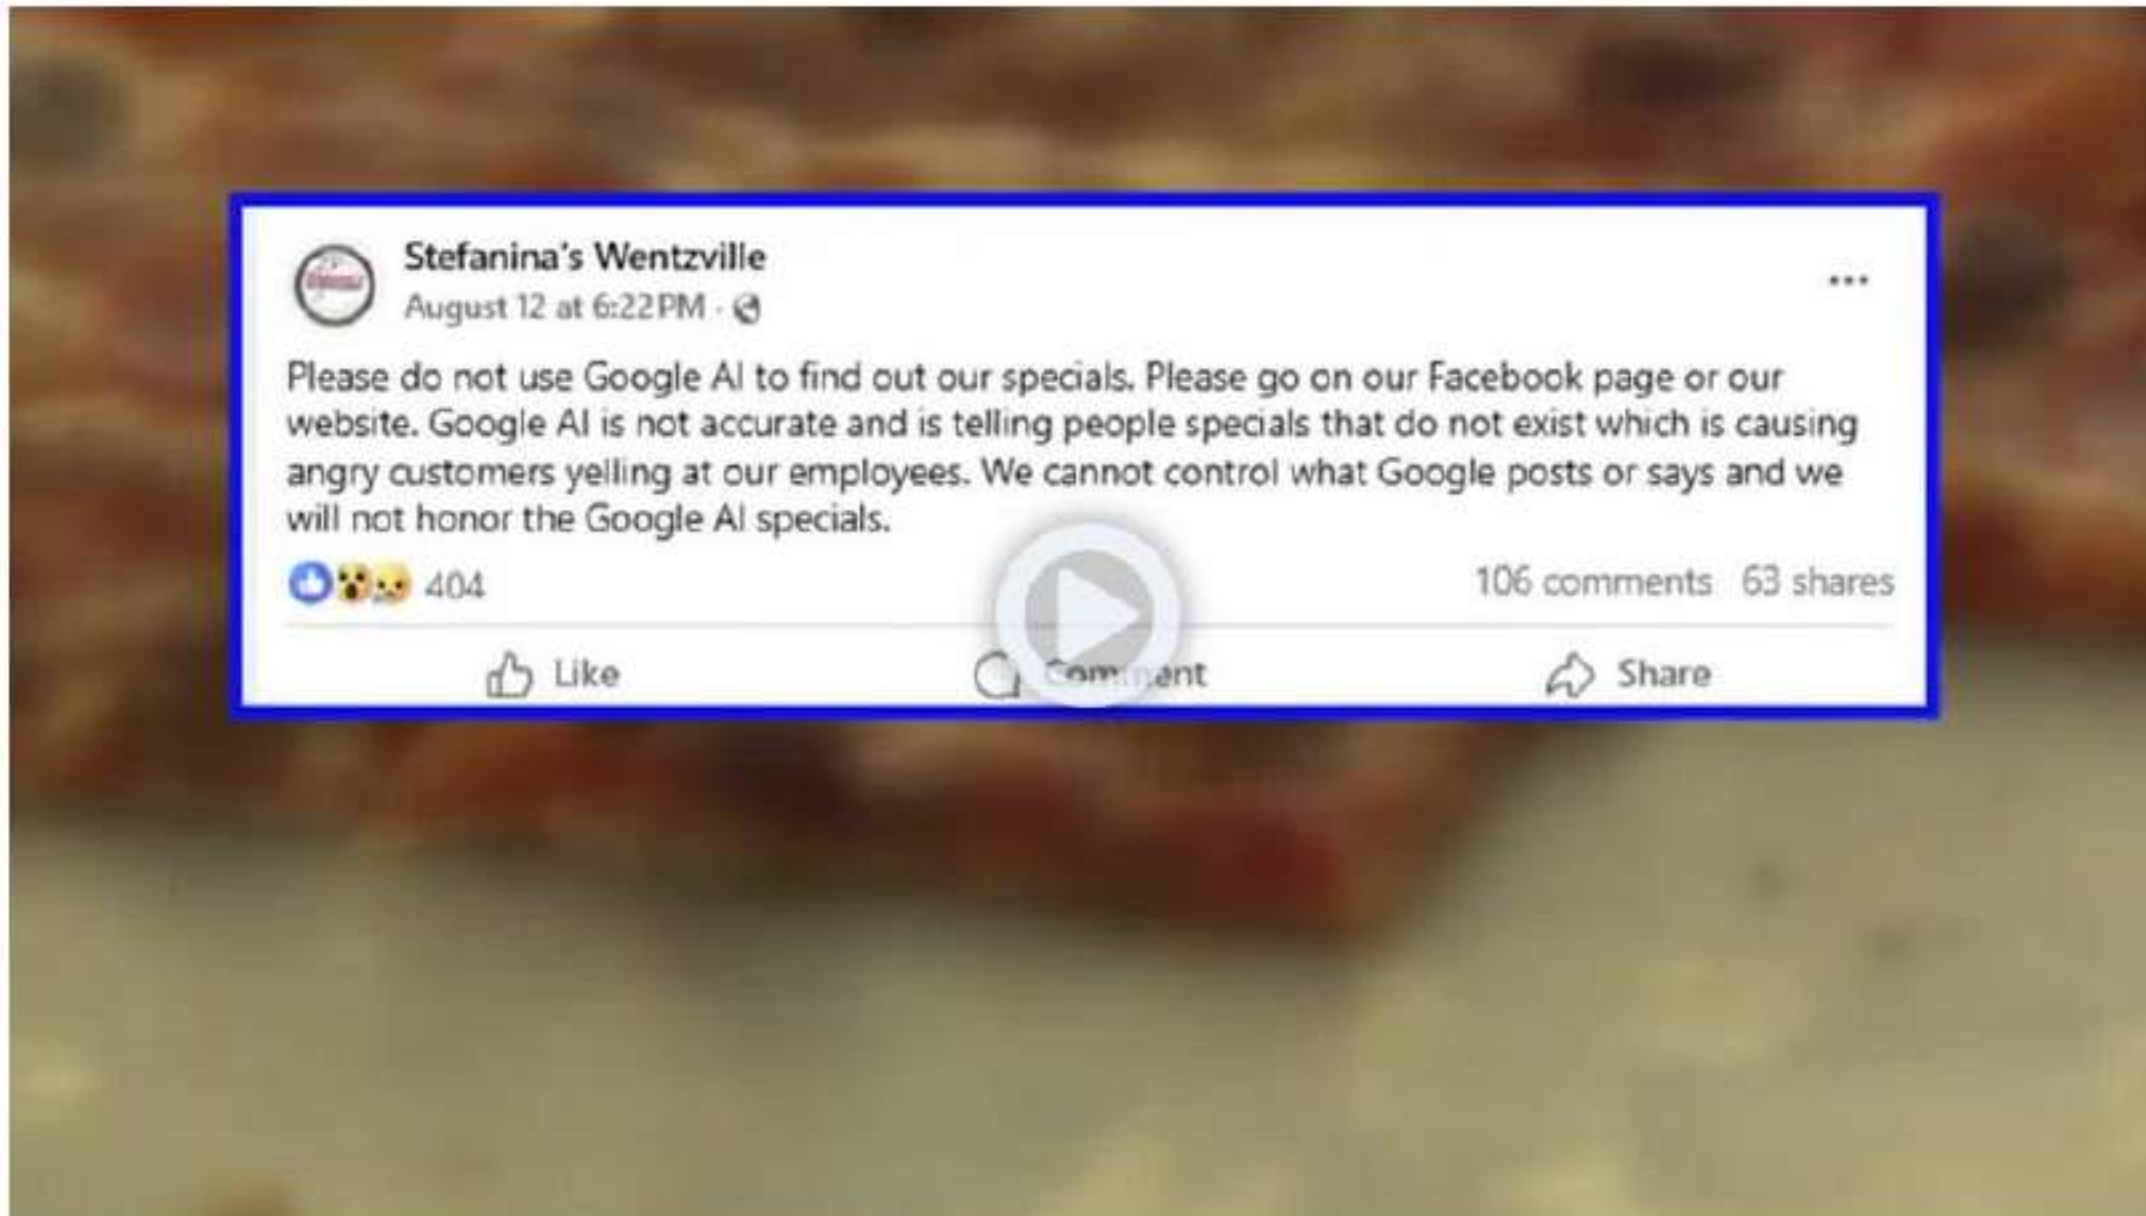 Stefanina's Wentzville
August 12 at 6:22 PM ·
Please do not use Google AI to find out our specials. Please go on our Facebook page or our
website. Google AI is not accurate and is telling people specials that do not exist which is causing
angry customers yelling at our employees. We cannot control what Google posts or says and we
will not honor the Google AI specials.
404
106 comments 63 shares
Like
Comment
Share